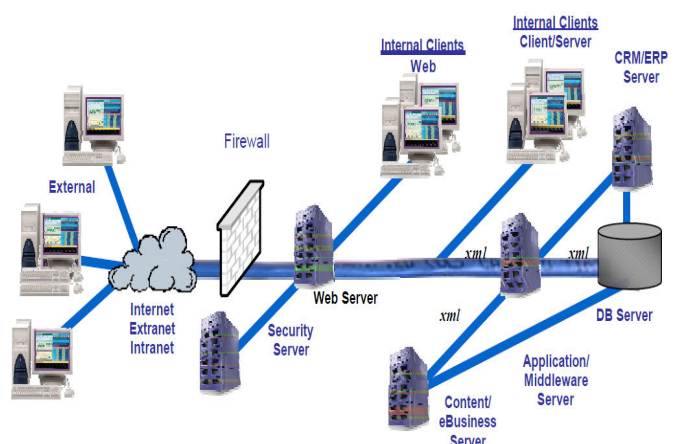 Internal Clients
Web
Internal Clients
Client/Server
CRM/ERP
Server
Firewall
External
xml
xml
Internet
Extranet
Intranet
Web Server
xml
DB Server
Security
Server
Application/
Middleware
Server
Content/
eBusiness
Server